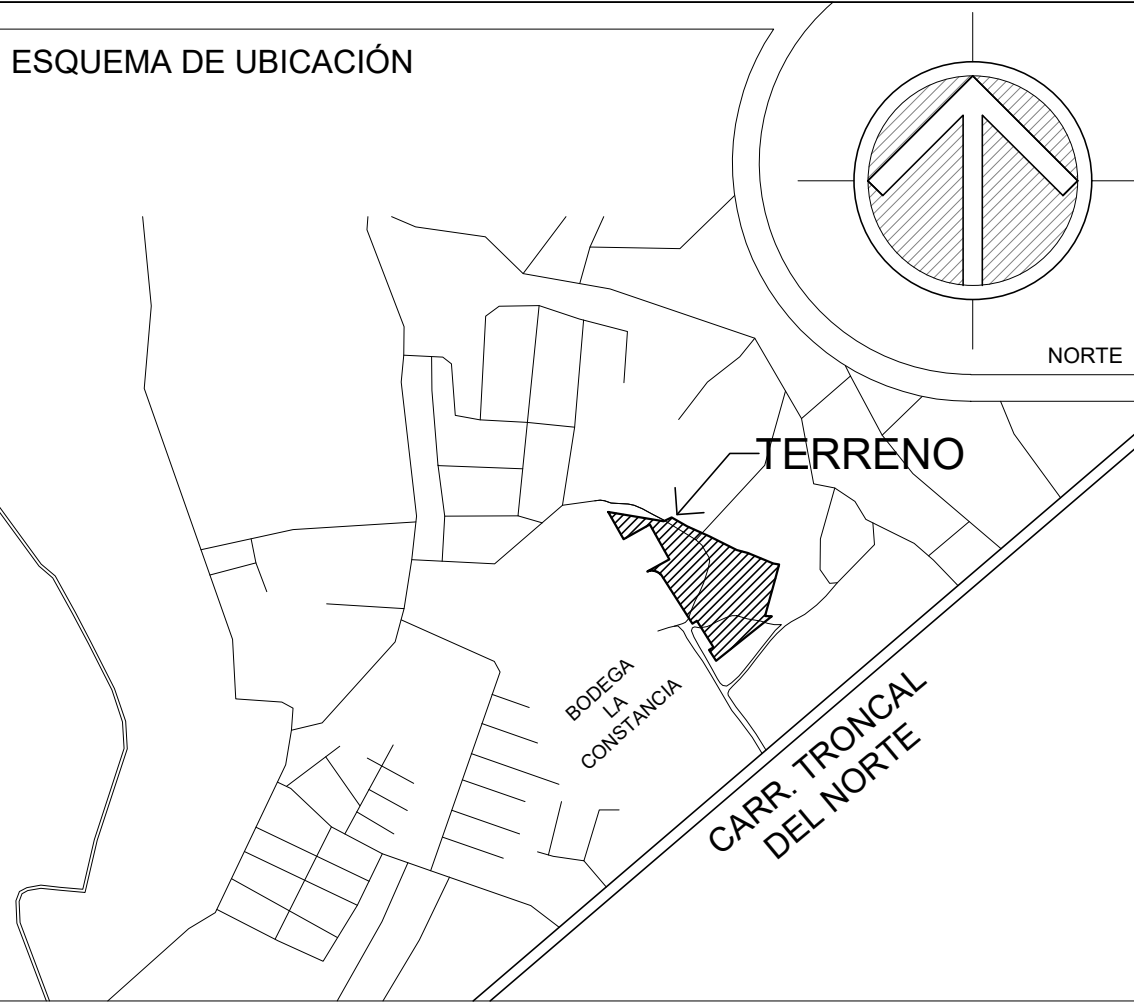 ESQUEMA DE UBICACIÓN
NORTE
TERRENO
BODEGA
LA
CONSTANCIA
CARR. TRONCAL
DEL NORTE